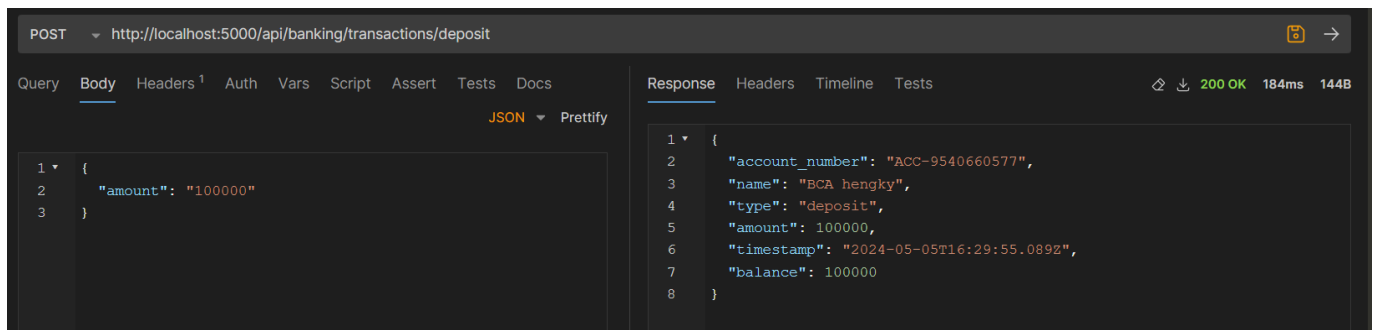 POST http://localhost:5000/api/banking/transactions/deposit
Query Body Headers 1 Auth Vars Script Assert Tests Docs
JSON Prettify
1 {
2 "amount": "100000"
3 }
Response Headers Timeline Tests 200 OK 184ms 144B
1 {
2 "account_number": "ACC-9540660577",
3 "name": "BCA hengky",
4 "type": "deposit",
5 "amount": 100000,
6 "timestamp": "2024-05-05T16:29:55.089Z",
7 "balance": 100000
8 }